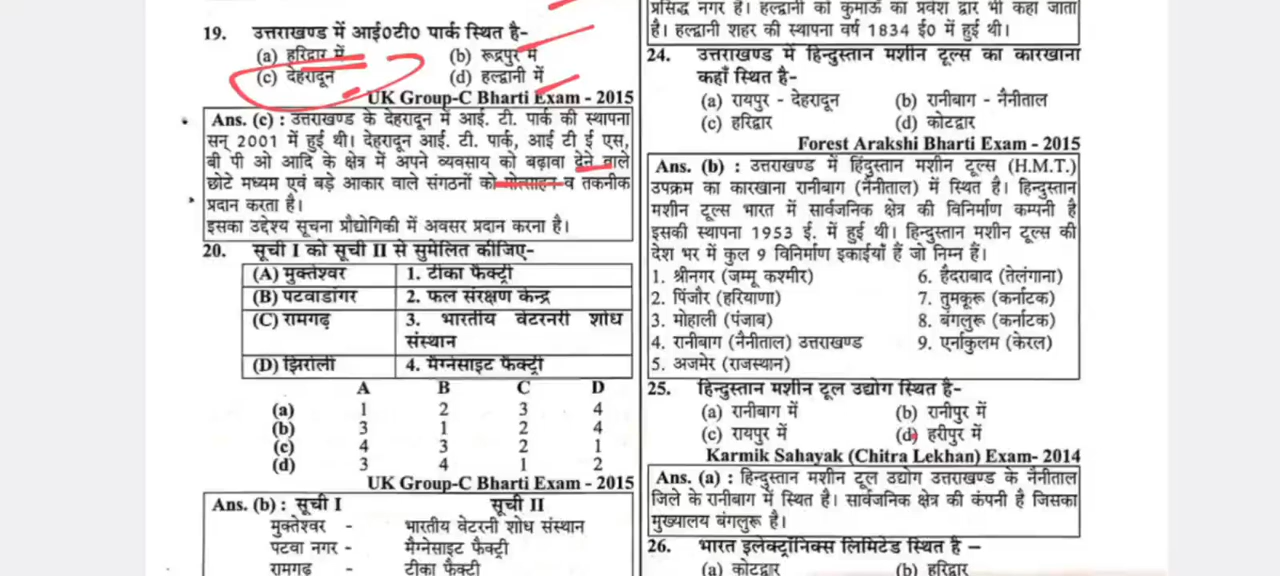 19. उत्तराखण्ड में आई०टी० पार्क स्थित है-
(a) हरिद्वार में (b) रूद्रपुर में
(c) देहरादून (d) हल्द्वानी में
UK Group-C Bharti Exam - 2015
Ans. (c) : उत्तराखण्ड के देहरादून में आई. टी. पार्क की स्थापना
सन् 2001 में हुई थी। देहरादून आई. टी. पार्क, आई टी ई एस,
बी पी ओ आदि के क्षेत्र में अपने व्यवसाय को बढ़ावा देने वाले
छोटे मध्यम एवं बड़े आकार वाले संगठनों को प्रोत्साहन व तकनीक
प्रदान करता है।
इसका उद्देश्य सूचना प्रौद्योगिकी में अवसर प्रदान करना है।
20. सूची I को सूची II से सुमेलित कीजिए-
(A) मुक्तेश्वर 1. टीका फैक्ट्री
(B) पटवाडांगर 2. फल संरक्षण केन्द्र
(C) रामगढ़ 3. भारतीय वेटरनरी शोध
संस्थान
(D) झिरोली 4. मैग्नेसाइट फैक्ट्री
A B C D
(a) 1 2 3 4
(b) 3 1 2 4
(c) 4 3 2 1
(d) 3 4 1 2
UK Group-C Bharti Exam - 2015
Ans. (b) : सूची I सूची II
मुक्तेश्वर - भारतीय वेटरनी शोध संस्थान
पटवा नगर - मैग्नेसाइट फैक्ट्री
रामगढ़ - टीका फैक्टी
प्रसिद्ध नगर है। हल्द्वानी को कुमाऊँ का प्रवेश द्वार भी कहा जाता
है। हल्द्वानी शहर की स्थापना वर्ष 1834 ई० में हुई थी।
24. उत्तराखण्ड में हिन्दुस्तान मशीन टूल्स का कारखाना
कहाँ स्थित है-
(a) रायपुर - देहरादून (b) रानीबाग - नैनीताल
(c) हरिद्वार (d) कोटद्वार
Forest Arakshi Bharti Exam - 2015
Ans. (b) : उत्तराखण्ड में हिंदुस्तान मशीन टूल्स (H.M.T.)
उपक्रम का कारखाना रानीबाग (नैनीताल) में स्थित है। हिन्दुस्तान
मशीन टूल्स भारत में सार्वजनिक क्षेत्र की विनिर्माण कम्पनी है
इसकी स्थापना 1953 ई. में हुई थी। हिन्दुस्तान मशीन टूल्स की
देश भर में कुल 9 विनिर्माण इकाईयाँ हैं जो निम्न हैं।
1. श्रीनगर (जम्मू कश्मीर) 6. हैदराबाद (तेलंगाना)
2. पिंजौर (हरियाणा) 7. तुमकूरू (कर्नाटक)
3. मोहाली (पंजाब) 8. बंगलुरू (कर्नाटक)
4. रानीबाग (नैनीताल) उत्तराखण्ड 9. एर्नाकुलम (केरल)
5. अजमेर (राजस्थान)
25. हिन्दुस्तान मशीन टूल उद्योग स्थित है-
(a) रानीबाग में (b) रानीपुर में
(c) रायपुर में (d) हरीपुर में
Karmik Sahayak (Chitra Lekhan) Exam- 2014
Ans. (a) : हिन्दुस्तान मशीन टूल उद्योग उत्तराखण्ड के नैनीताल
जिले के रानीबाग में स्थित है। सार्वजनिक क्षेत्र की कंपनी है जिसका
मुख्यालय बंगलुरू है।
26. भारत इलेक्ट्रॉनिक्स लिमिटेड स्थित है –
(a) कोटद्वार (b) हरिद्वार